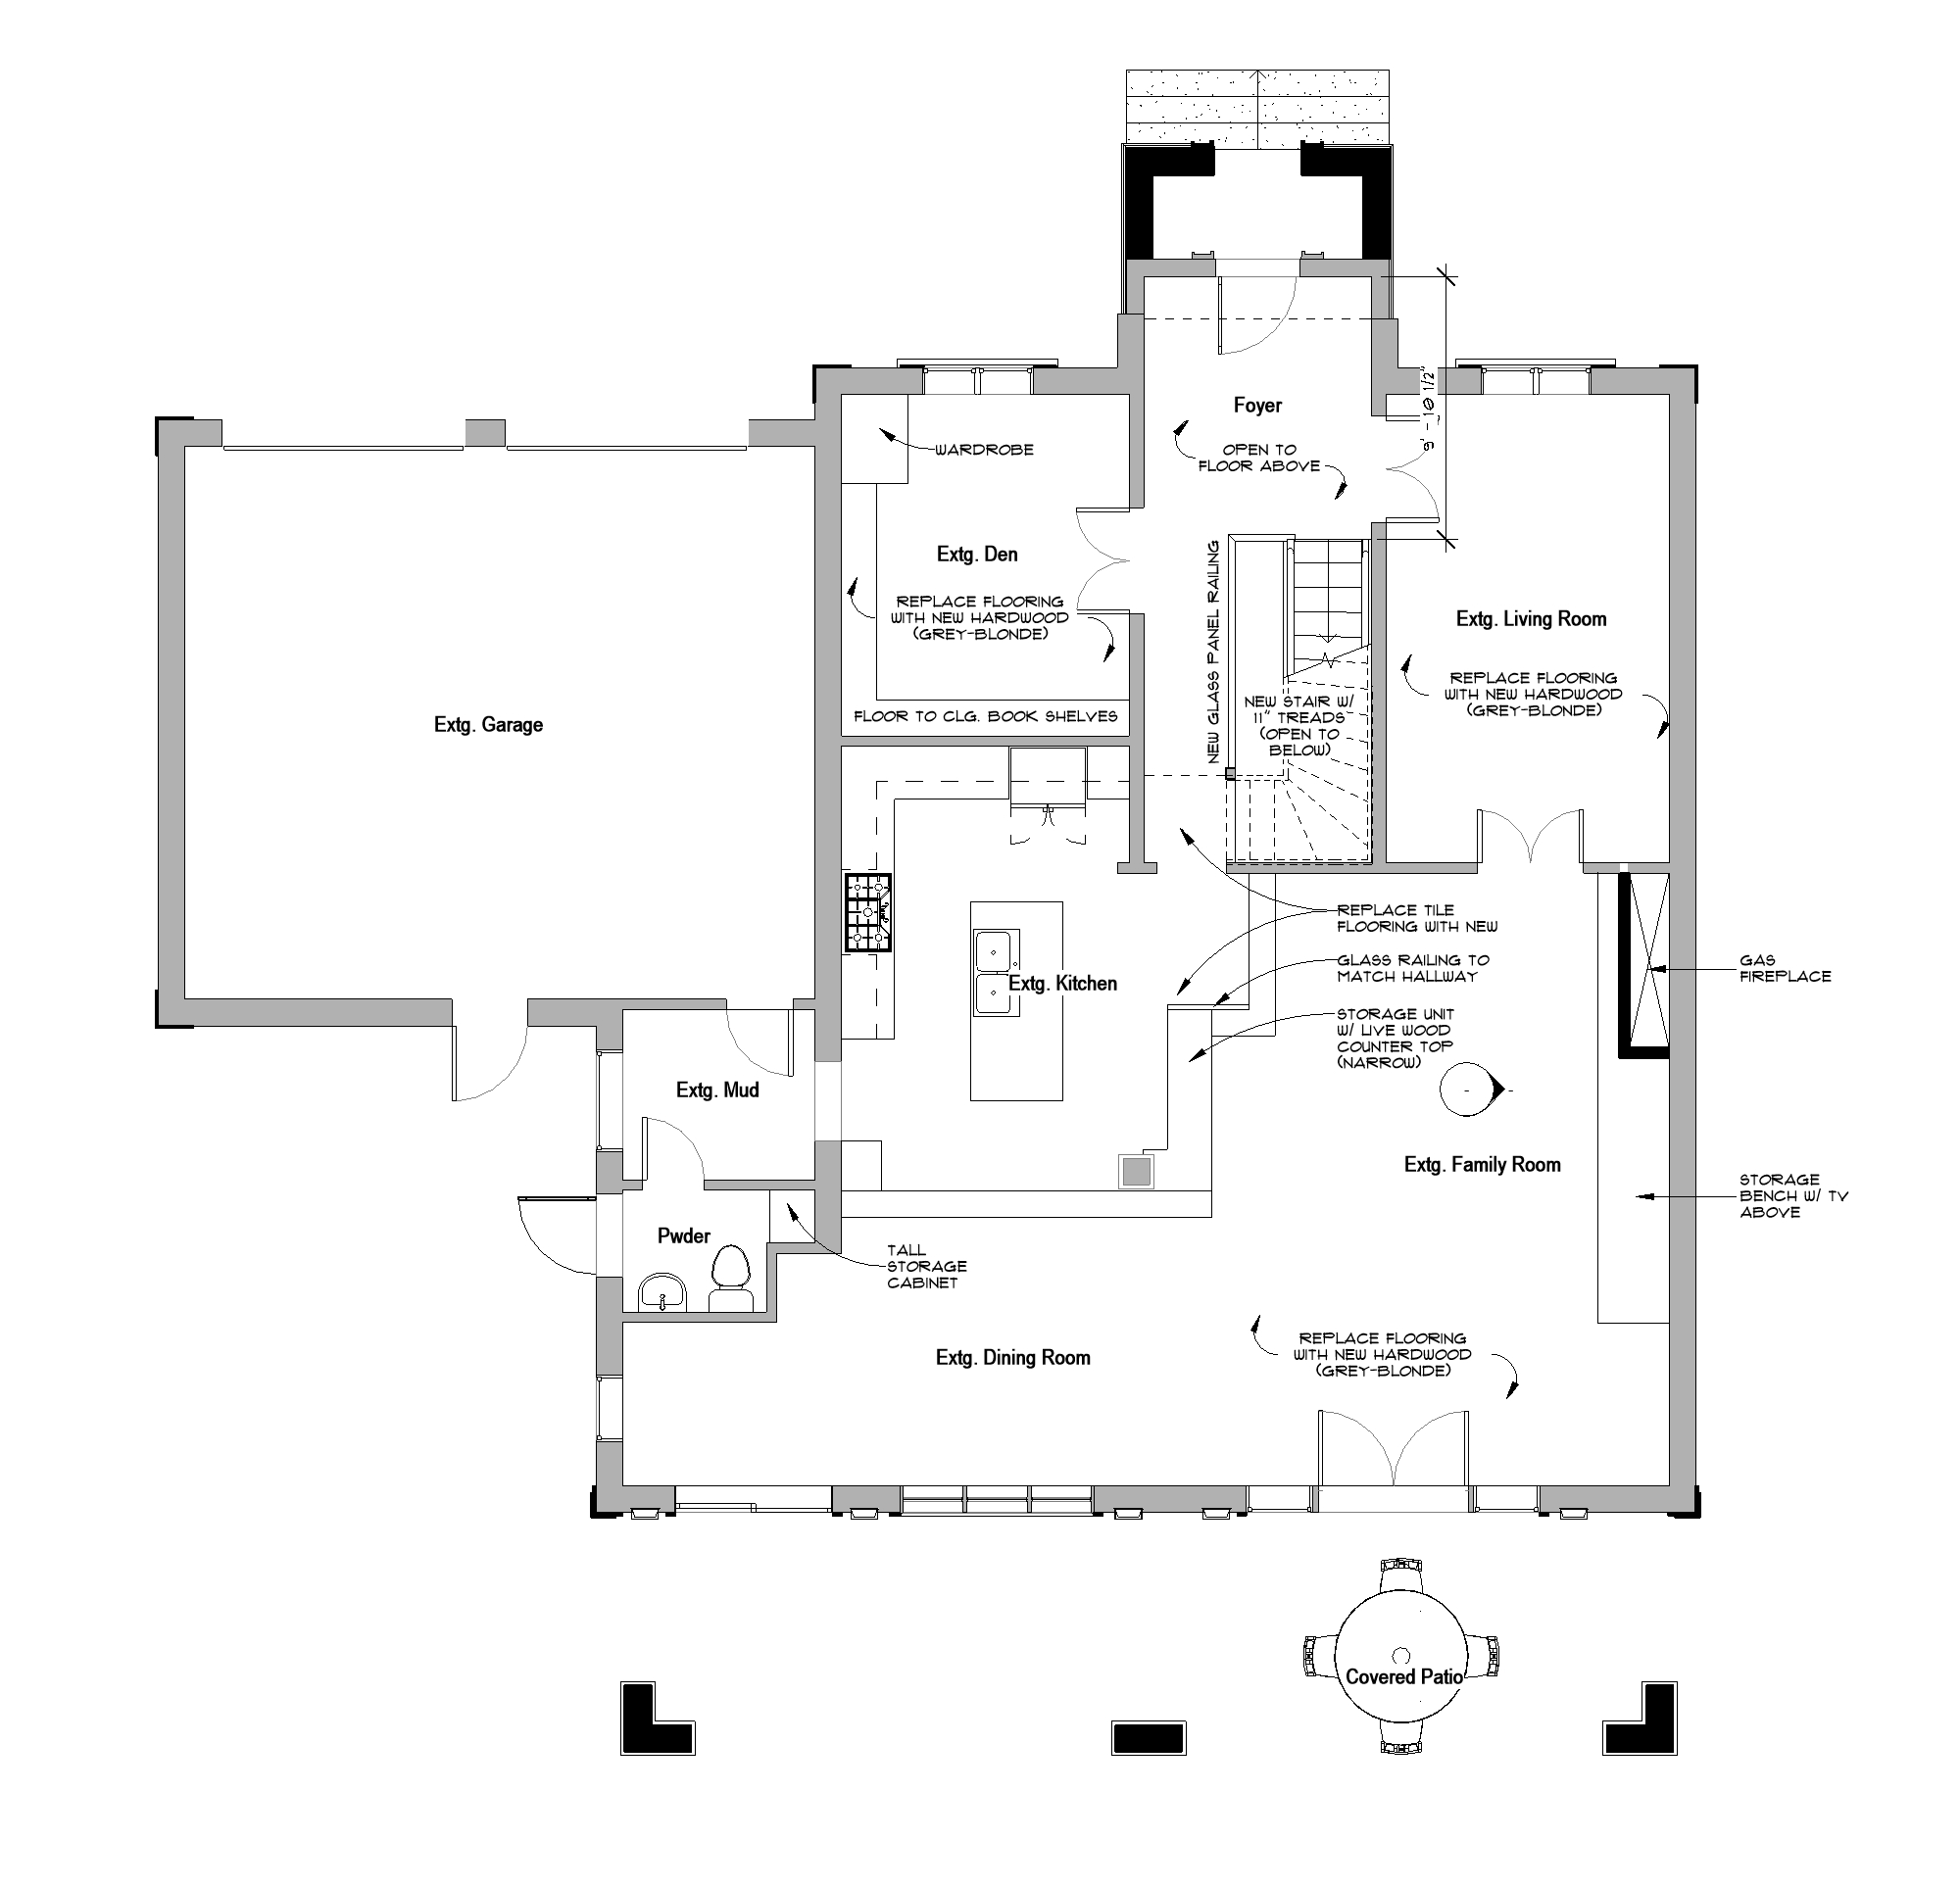 9'-10 1/2"
Foyer
OPEN TO
FLOOR ABOVE
WARDROBE
Extg. Den
REPLACE FLOORING
WITH NEW HARDWOOD
(GREY-BLONDE)
FLOOR TO CLG. BOOK SHELVES
NEW GLASS PANEL RAILING
NEW STAIR W/
11" TREADS
(OPEN TO
BELOW)
Extg. Living Room
REPLACE FLOORING
WITH NEW HARDWOOD
(GREY-BLONDE)
Extg. Garage
REPLACE TILE
FLOORING WITH NEW
GLASS RAILING TO
MATCH HALLWAY
STORAGE UNIT
W/ LIVE WOOD
COUNTER TOP
(NARROW)
GAS
FIREPLACE
Extg. Kitchen
Extg. Mud
Extg. Family Room
STORAGE
BENCH W/ TV
ABOVE
Pwder
TALL
STORAGE
CABINET
Extg. Dining Room
REPLACE FLOORING
WITH NEW HARDWOOD
(GREY-BLONDE)
Covered Patio